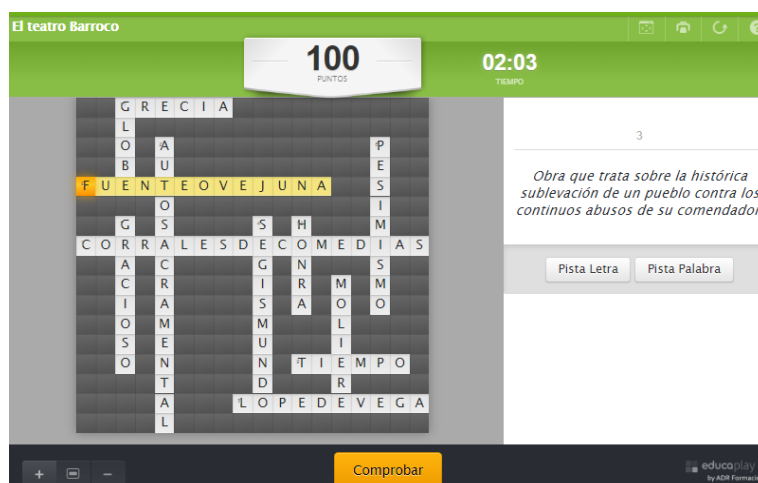 El teatro Barroco
100
PUNTOS
02:03
TIEMPO
GRECIA
GLOBE
AUTOSACRAMENTAL
PESIMISMO
FUENTEOVEJUNA
GRACIOSO
SEGISMUNDO
HONRA
CORRALESDECOMEDIAS
MOLIERE
TIEMPO
LOPEDEVEGA
3
Obra que trata sobre la histórica
sublevación de un pueblo contra los
continuos abusos de su comendador
Pista Letra
Pista Palabra
Comprobar
educaplay
by ADR Formació